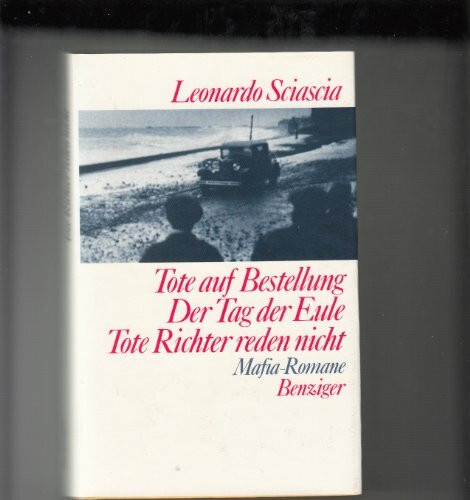 Leonardo Sciascia
Tote auf Bestellung
Der Tag der Eule
Tote Richter reden nicht
Mafia-Romane
Benziger